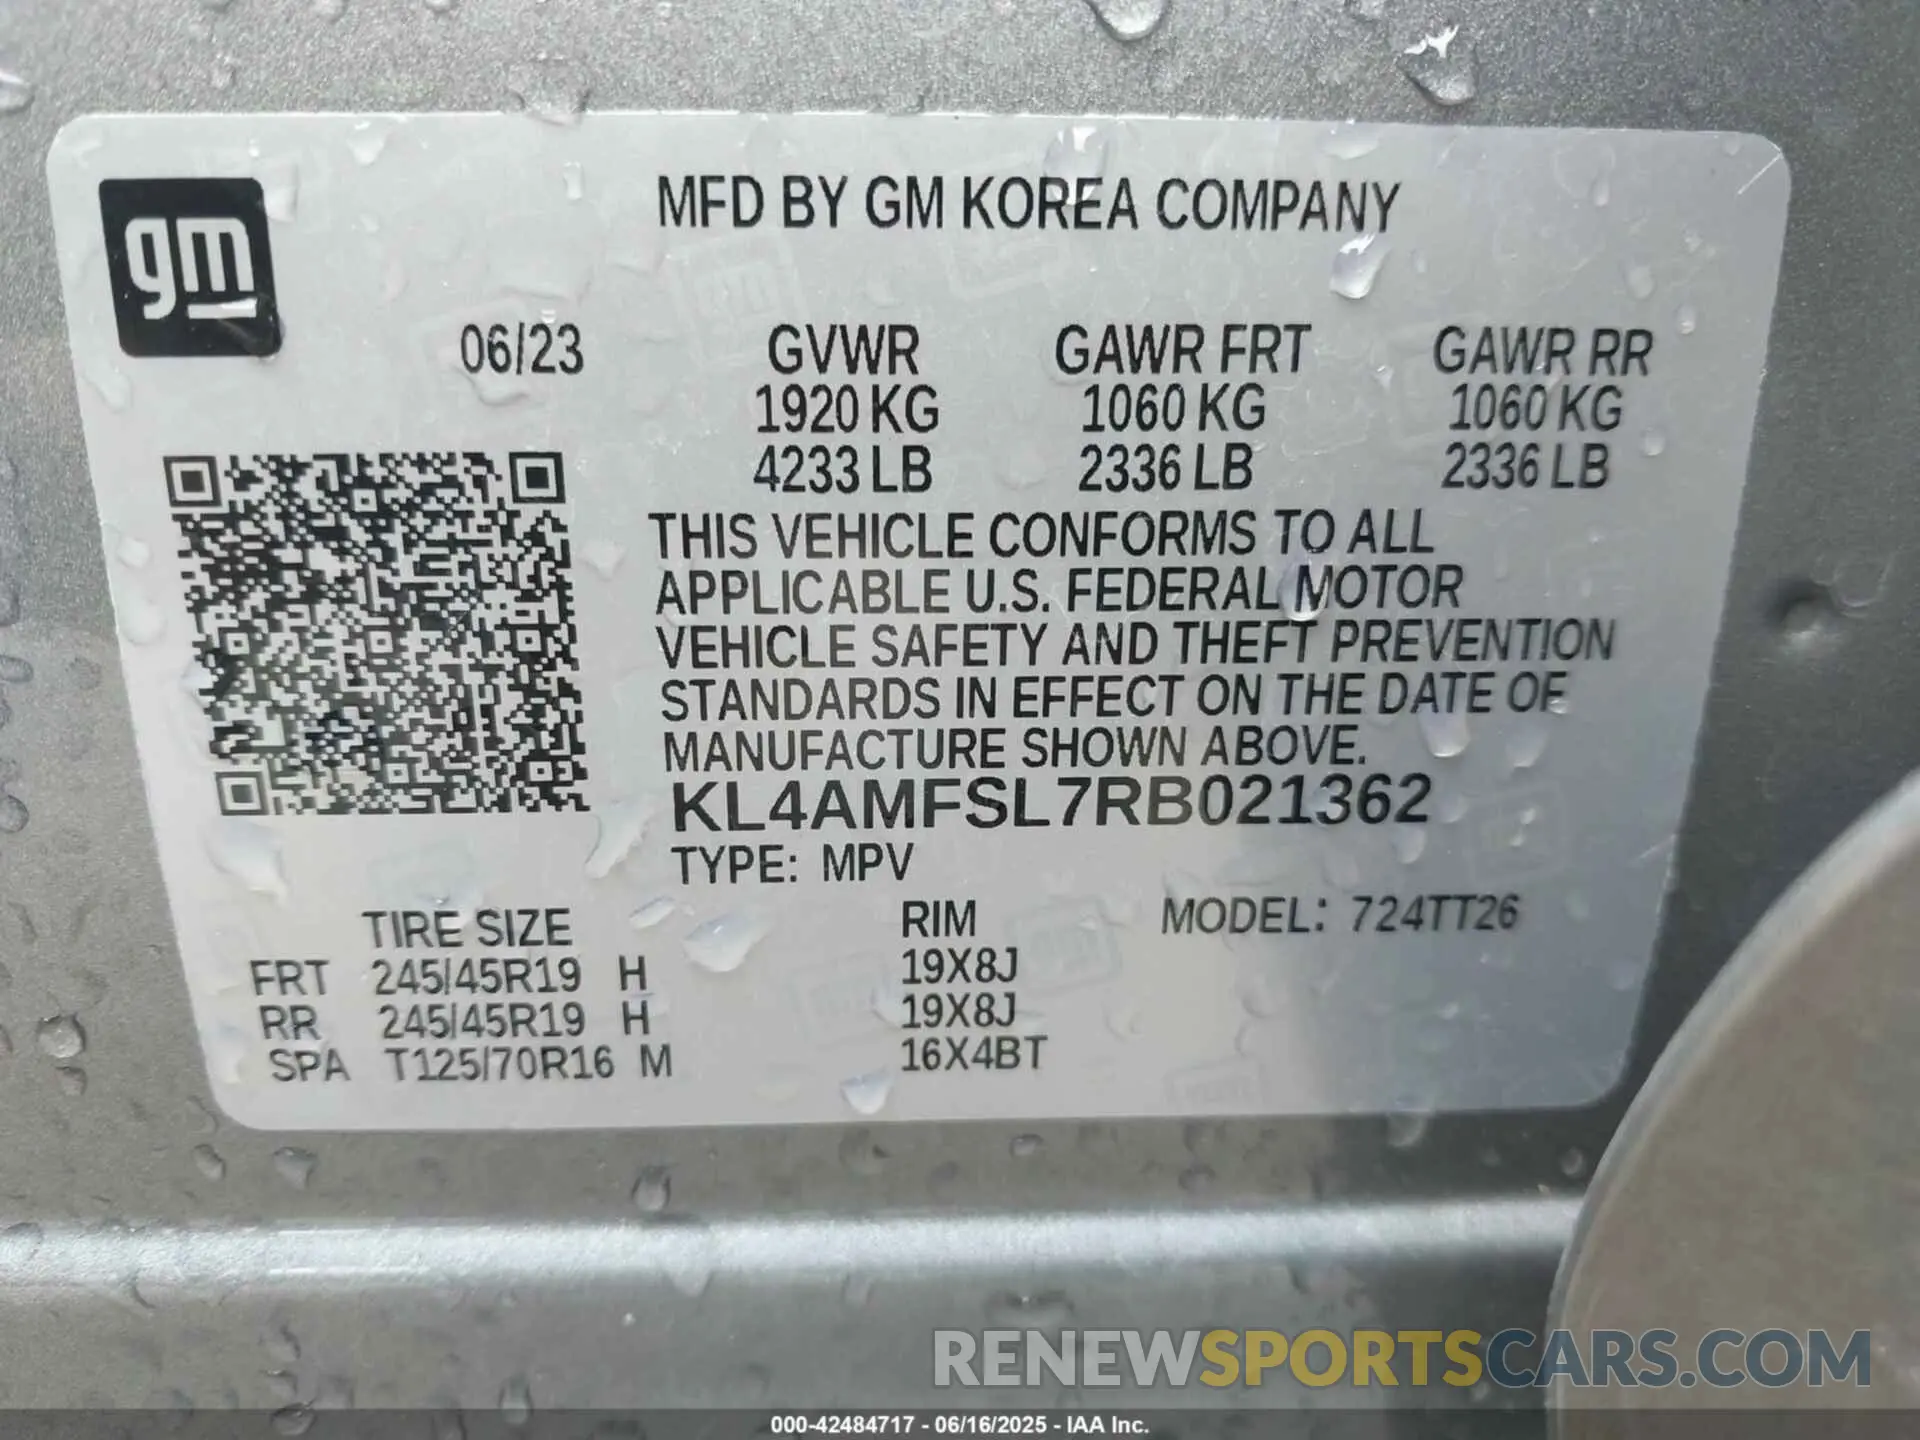 gm
MFD BY GM KOREA COMPANY
06/23 GVWR GAWR FRT GAWR RR
1920 KG 1060 KG 1060 KG
4233 LB 2336 LB 2336 LB
THIS VEHICLE CONFORMS TO ALL
APPLICABLE U.S. FEDERAL MOTOR
VEHICLE SAFETY AND THEFT PREVENTION
STANDARDS IN EFFECT ON THE DATE OF
MANUFACTURE SHOWN ABOVE.
KL4AMFSL7RB021362
TYPE: MPV
TIRE SIZE RIM MODEL: 724TT26
FRT 245/45R19 H 19X8J
RR 245/45R19 H 19X8J
SPA T125/70R16 M 16X4BT
RENEWSPORTSCARS.COM
000-42484717 - 06/16/2025 - IAA Inc.